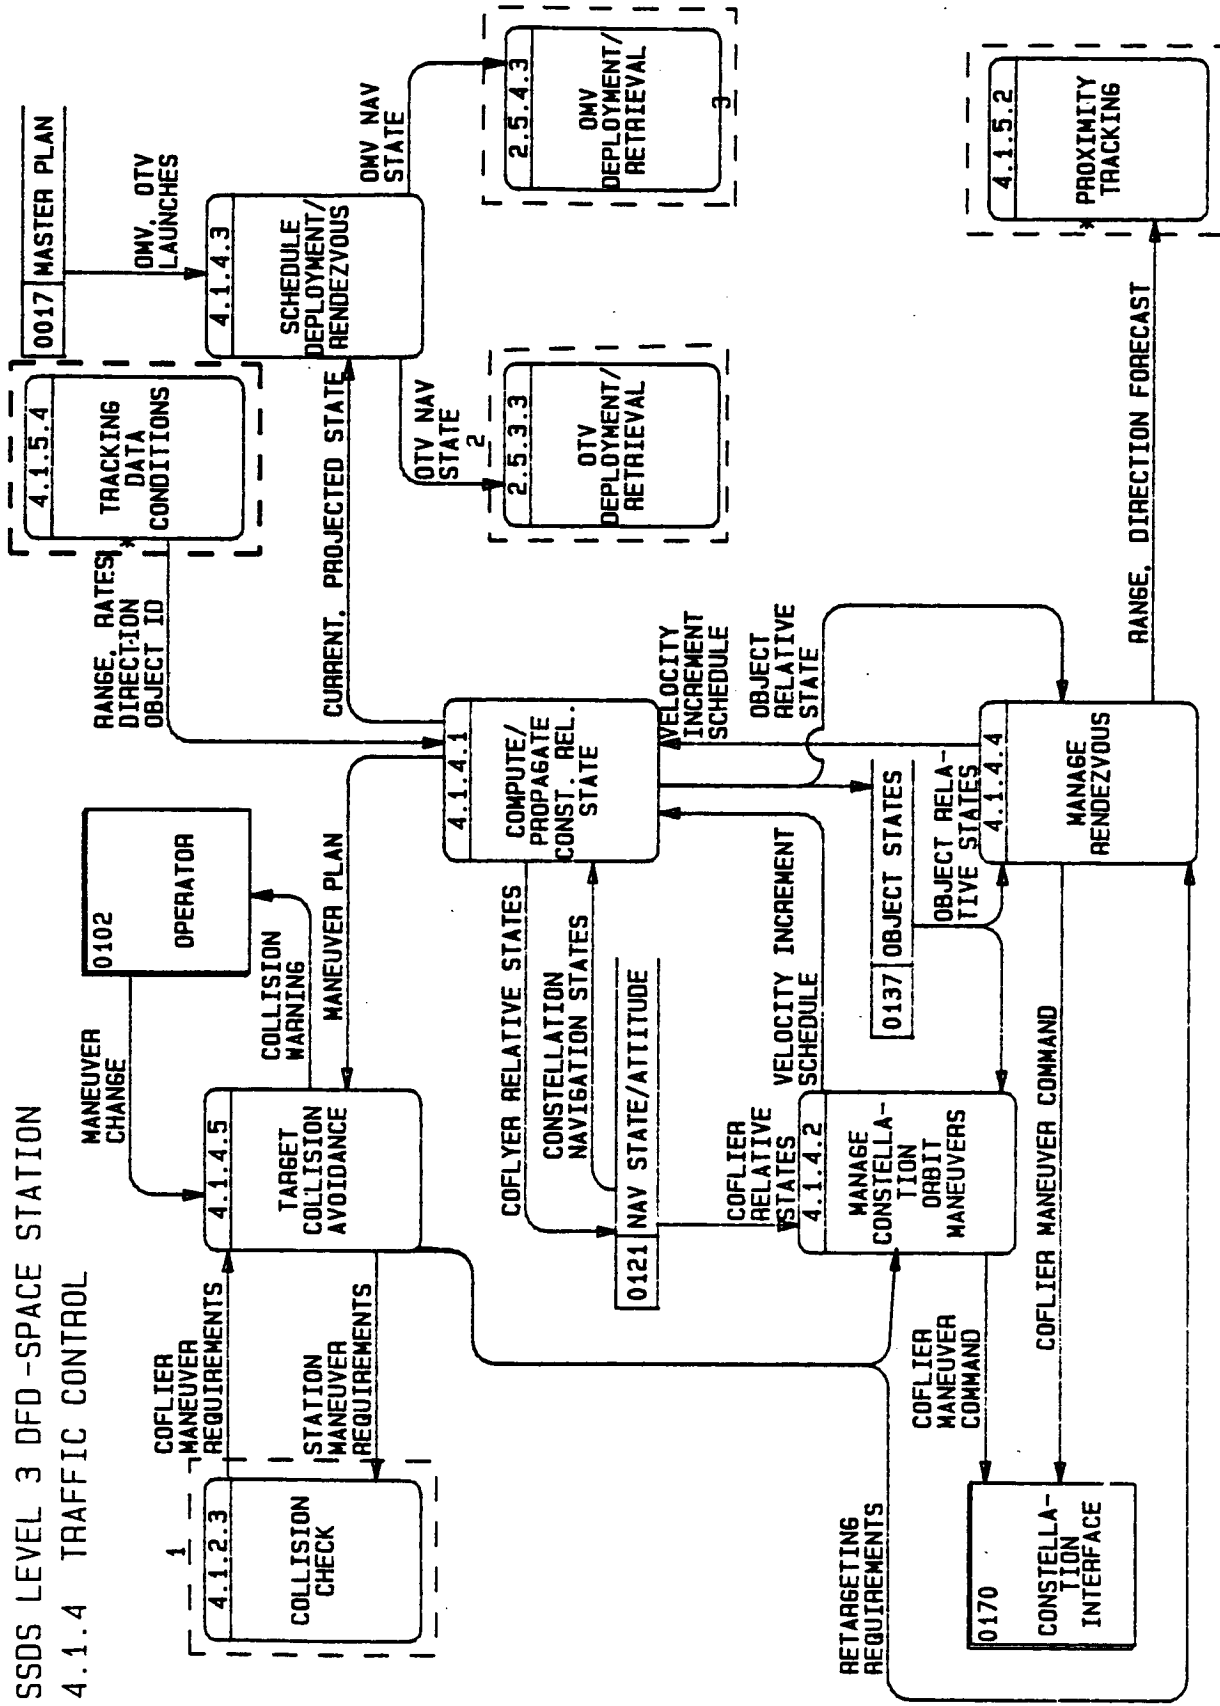 SSDS LEVEL 3 DFD-SPACE STATION
4.1.4 TRAFFIC CONTROL
1
4.1.2.3
COLLISION
CHECK
COFLIER
MANEUVER
REQUIREMENTS
STATION
MANEUVER
REQUIREMENTS
MANEUVER
CHANGE
4.1.4.5
TARGET
COLLISION
AVOIDANCE
COLLISION
WARNING
0102
OPERATOR
MANEUVER PLAN
RANGE, RATES
DIRECTION
OBJECT ID
4.1.5.4
TRACKING
DATA
CONDITIONS
*
0017 MASTER PLAN
OMV, OTV
LAUNCHES
4.1.4.3
SCHEDULE
DEPLOYMENT/
RENDEZVOUS
CURRENT, PROJECTED STATE
OTV NAV
STATE
2
2.5.3.3
OTV
DEPLOYMENT/
RETRIEVAL
OMV NAV
STATE
2.5.4.3
OMV
DEPLOYMENT/
RETRIEVAL
3
4.1.4.1
COMPUTE/
PROPAGATE
CONST. REL.
STATE
COFLYER RELATIVE STATES
CONSTELLATION
NAVIGATION STATES
0121 NAV STATE/ATTITUDE
COFLIER
RELATIVE
STATES
VELOCITY INCREMENT
SCHEDULE
VELOCITY
INCREMENT
SCHEDULE
OBJECT
RELATIVE
STATE
4.1.4.2
MANAGE
CONSTELLA-
TION
ORBIT
MANEUVERS
0137 OBJECT STATES
OBJECT RELA-
TIVE STATES
4.1.4.4
MANAGE
RENDEZVOUS
RANGE, DIRECTION FORECAST
4.1.5.2
PROXIMITY
TRACKING
*
COFLIER
MANEUVER
COMMAND
COFLIER MANEUVER COMMAND
RETARGETING
REQUIREMENTS
0170
CONSTELLA-
TION
INTERFACE